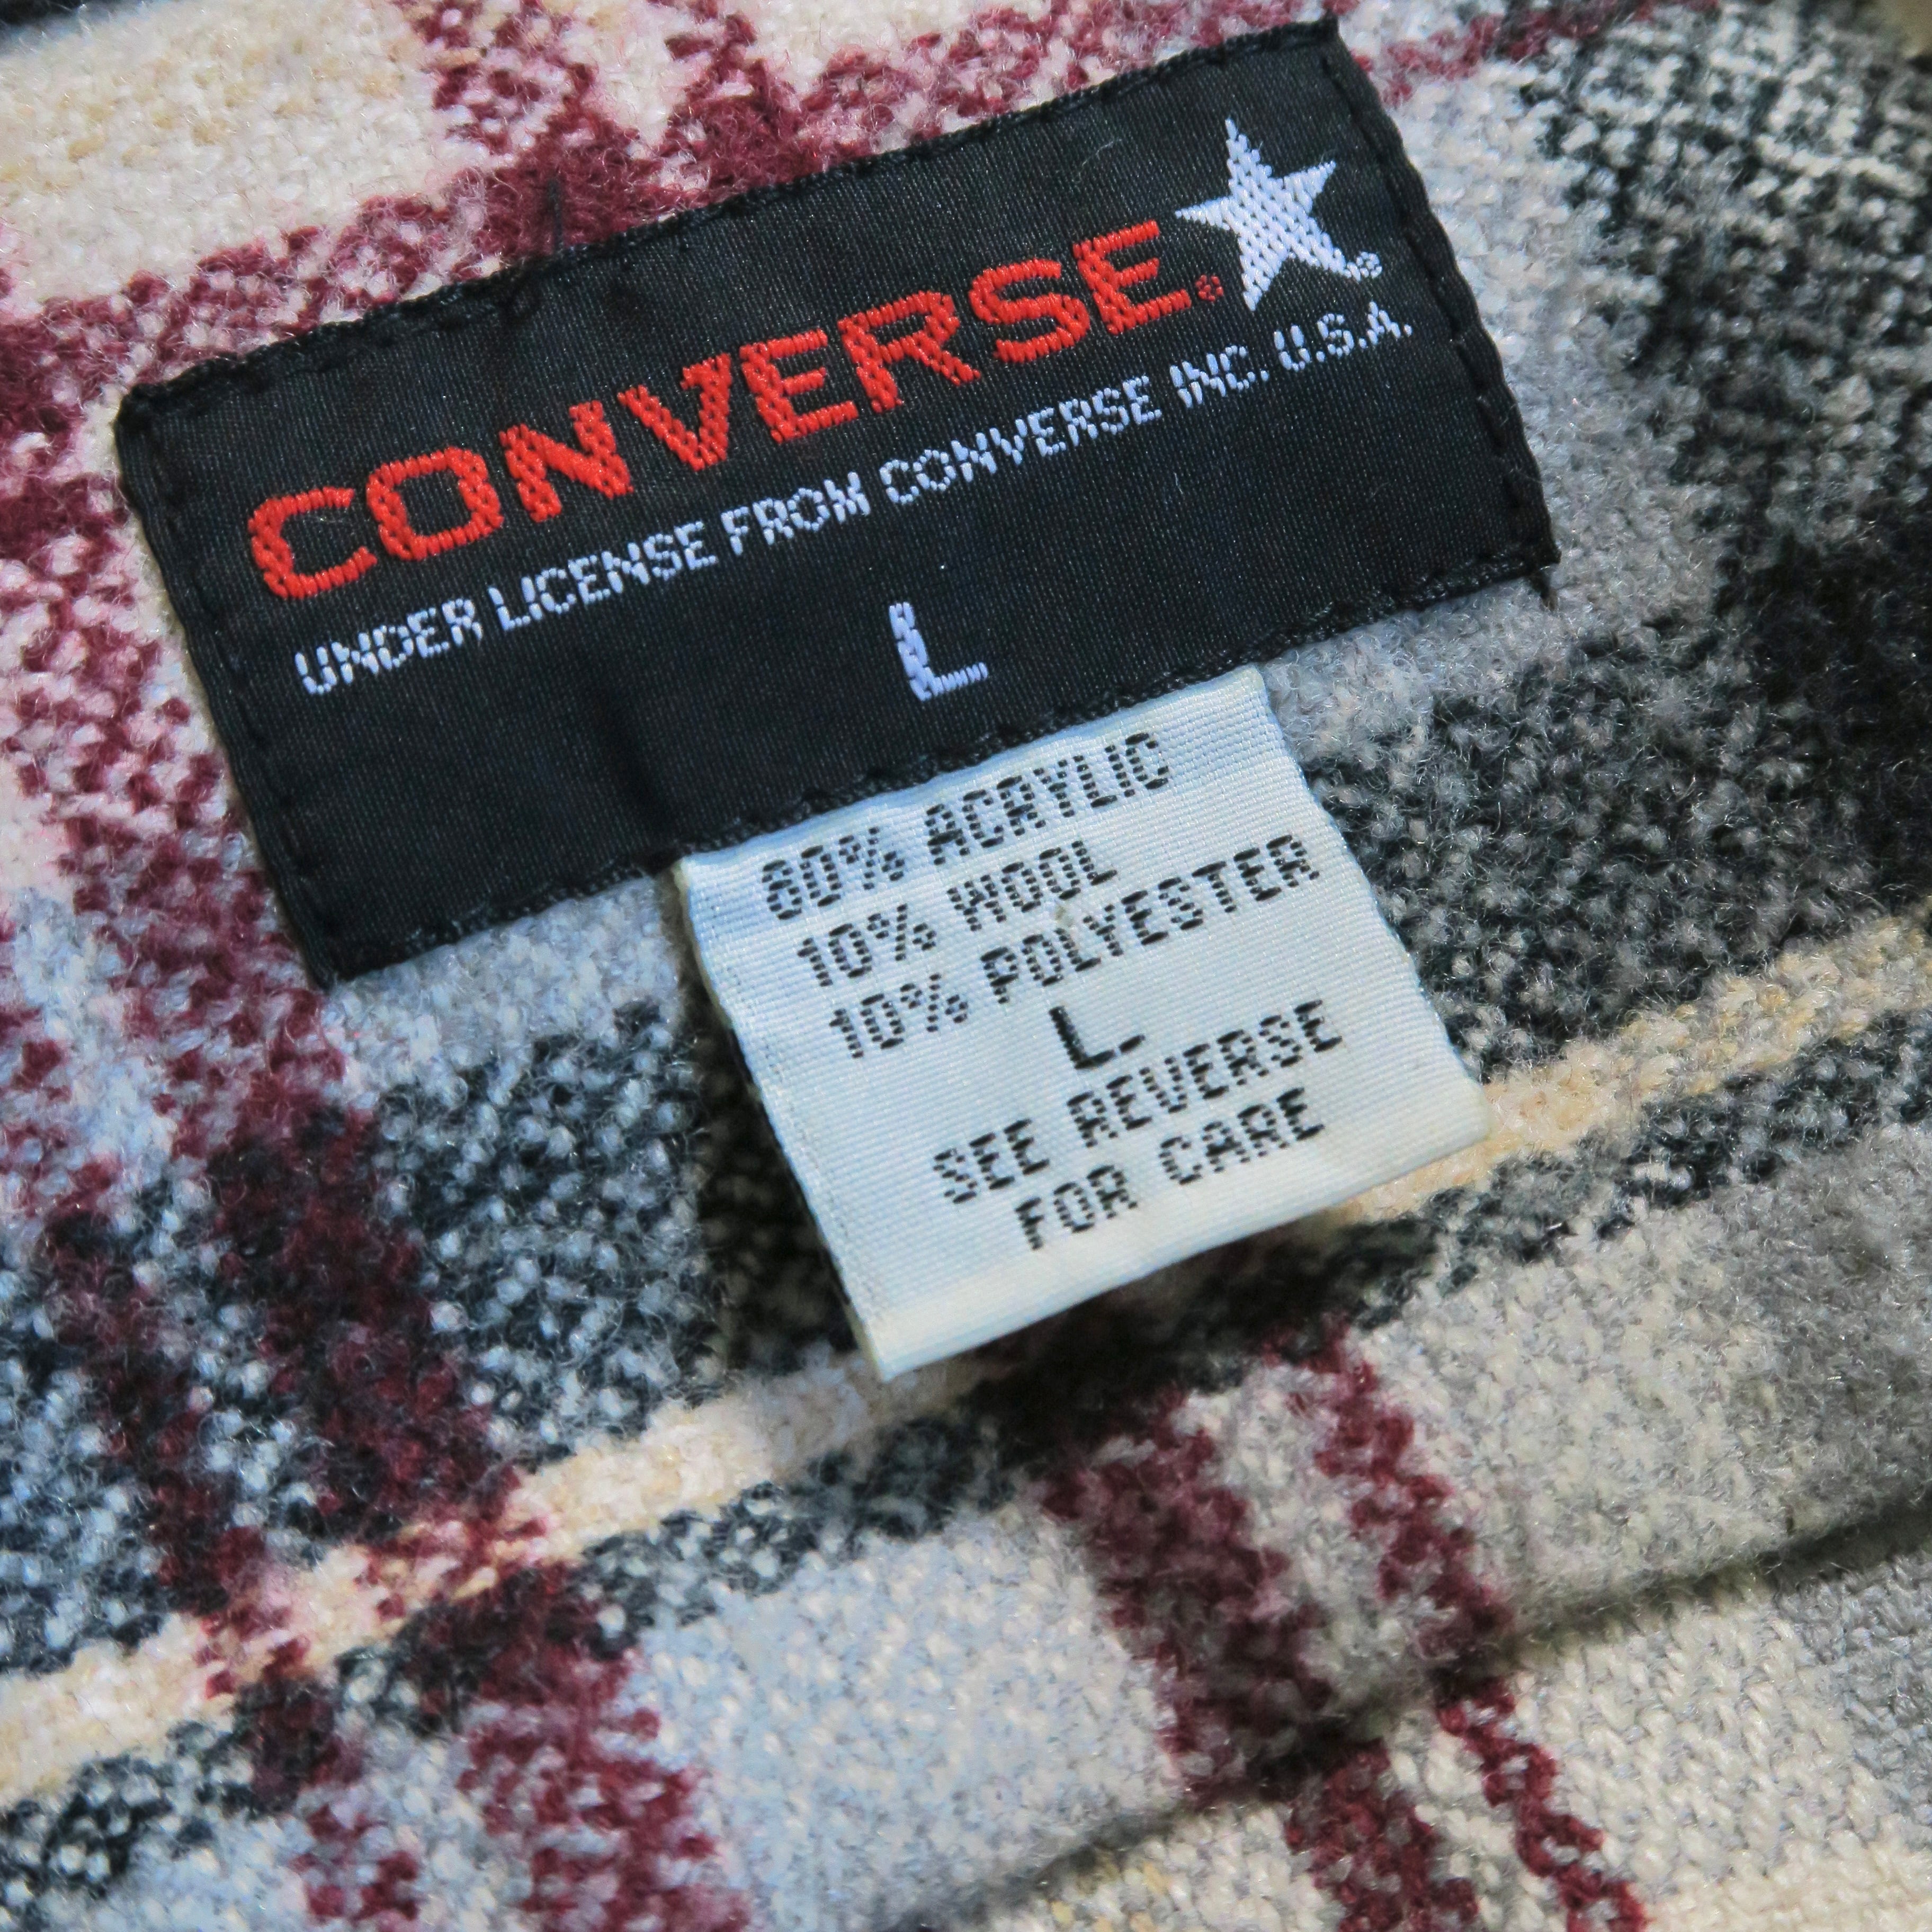 CONVERSE®
®
UNDER LICENSE FROM CONVERSE INC. U.S.A.
L
80% ACRYLIC
10% WOOL
10% POLYESTER
L
SEE REVERSE
FOR CARE